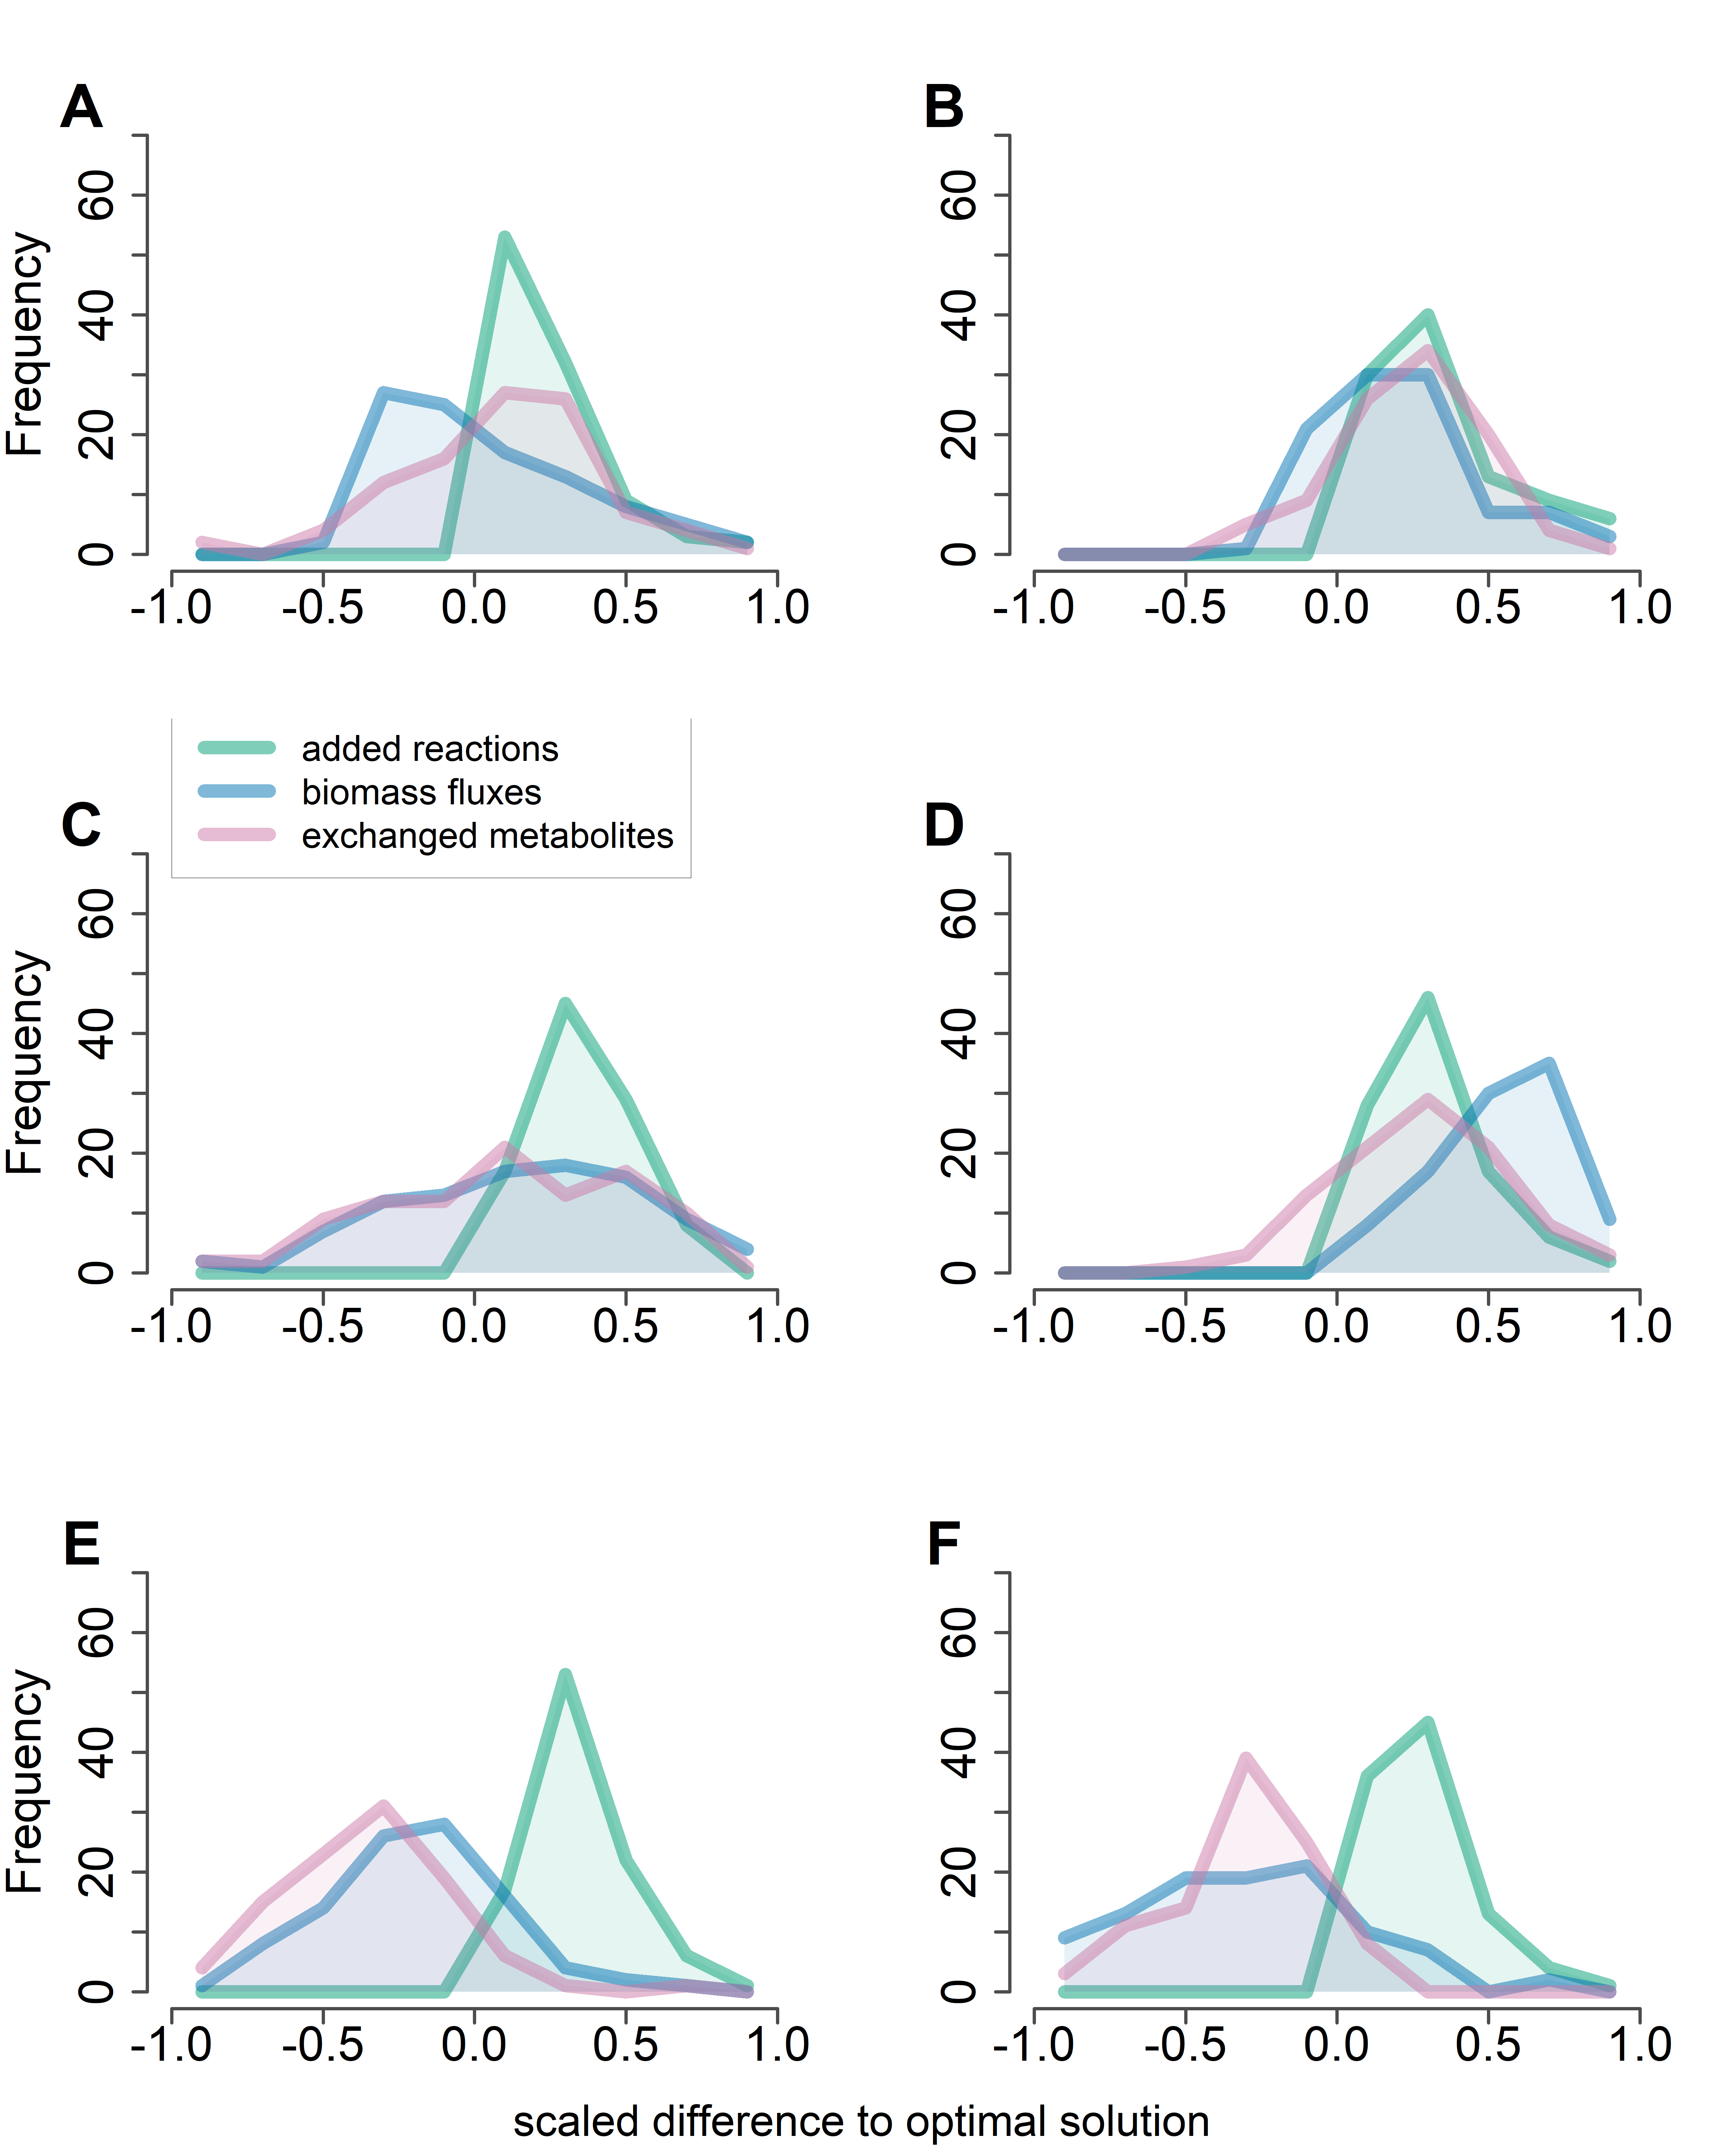 A
B
Frequency
0 20 40 60
0 20 40 60
-1.0 -0.5 0.0 0.5 1.0
-1.0 -0.5 0.0 0.5 1.0
added reactions
biomass fluxes
exchanged metabolites
C
D
Frequency
0 20 40 60
0 20 40 60
-1.0 -0.5 0.0 0.5 1.0
-1.0 -0.5 0.0 0.5 1.0
E
F
Frequency
0 20 40 60
0 20 40 60
-1.0 -0.5 0.0 0.5 1.0
-1.0 -0.5 0.0 0.5 1.0
scaled difference to optimal solution